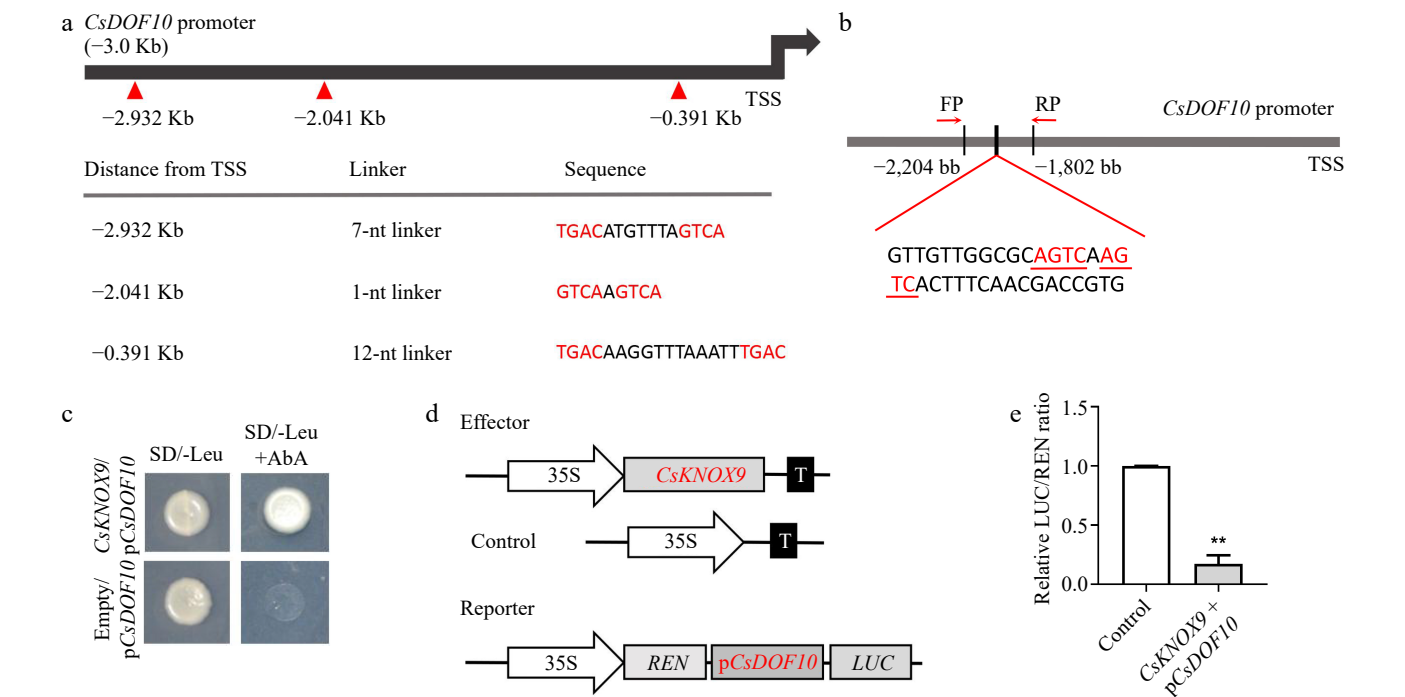 a
CsDOF10 promoter
(−3.0 Kb)
TSS
−2.932 Kb
−2.041 Kb
−0.391 Kb
Distance from TSS Linker Sequence
−2.932 Kb 7-nt linker TGACATGTTTAGTCA
−2.041 Kb 1-nt linker GTCAAGTCA
−0.391 Kb 12-nt linker TGACAAGGTTTAAATTTGAC
b
FP
RP
CsDOF10 promoter
−2,204 bb
−1,802 bb
TSS
GTTGTTGGCGCAGTCAAG
TCACTTTCAACGACCGTG
c
SD/-Leu
SD/-Leu
+AbA
CsKNOX9/
pCsDOF10
Empty/
pCsDOF10
d
Effector
35S
CsKNOX9
T
Control
35S
T
Reporter
35S
REN
pCsDOF10
LUC
e
Relative LUC/REN ratio
1.5
1.0
0.5
0.0
**
Control
CsKNOX9 +
pCsDOF10